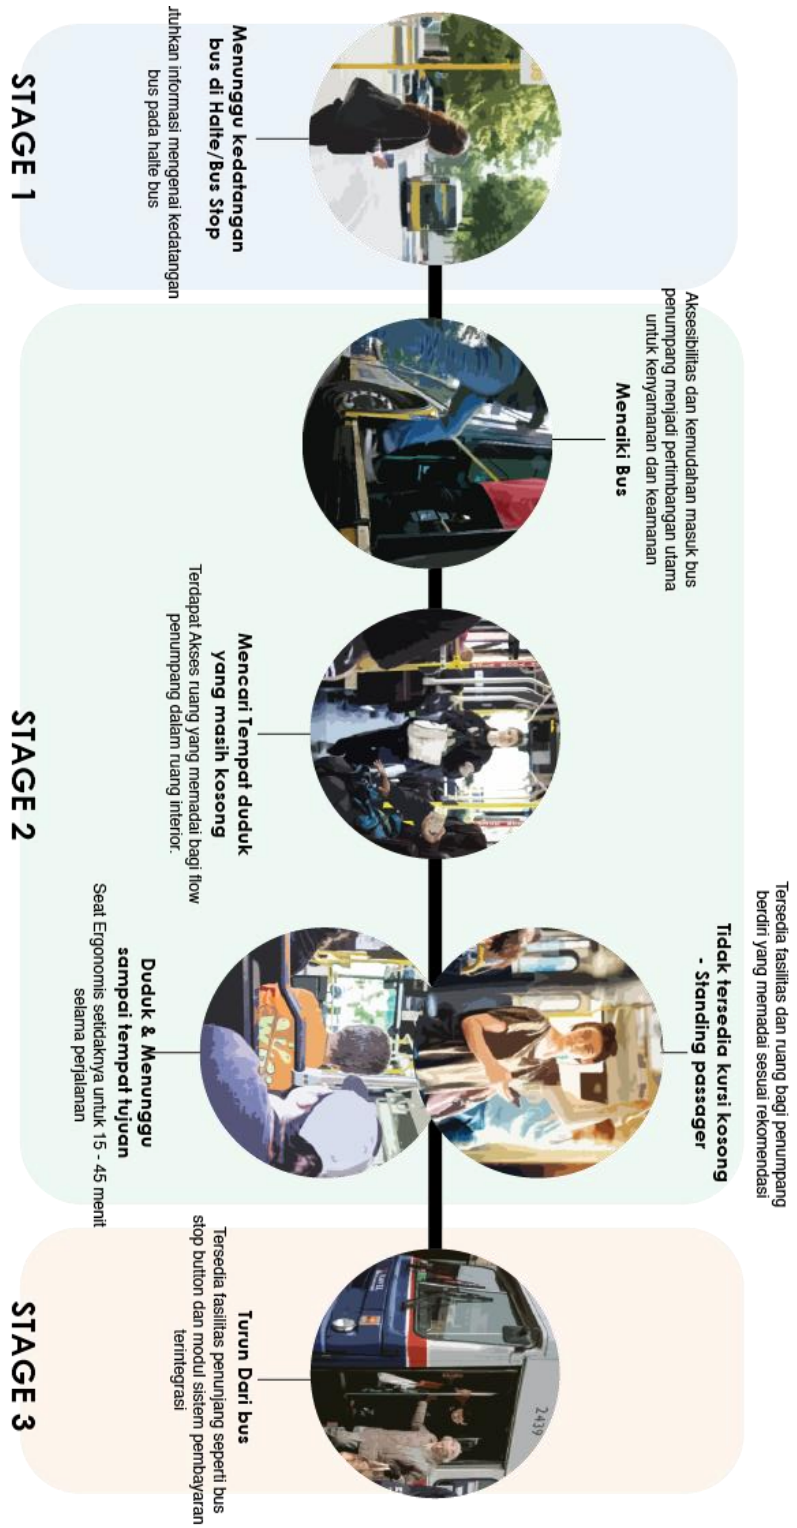 STAGE 1
Menunggu kedatangan
bus di Halte/Bus Stop
utuhkan informasi mengenai kedatangan
bus pada halte bus
STAGE 2
Aksesibilitas dan kemudahan masuk bus
penumpang menjadi pertimbangan utama
untuk kenyamanan dan keamanan
Menaiki Bus
Mencari Tempat duduk
yang masih kosong
Terdapat Akses ruang yang memadai bagi flow
penumpang dalam ruang interior.
Tersedia fasilitas dan ruang bagi penumpang
berdiri yang memadai sesuai rekomendasi
Tidak tersedia kursi kosong
- Standing passager
Duduk & Menunggu
sampai tempat tujuan
Seat Ergonomis setidaknya untuk 15 - 45 menit
selama perjalanan
STAGE 3
Turun Dari bus
Tersedia fasilitas penunjang seperti bus
stop button dan modul sistem pembayaran
terintegrasi
2439